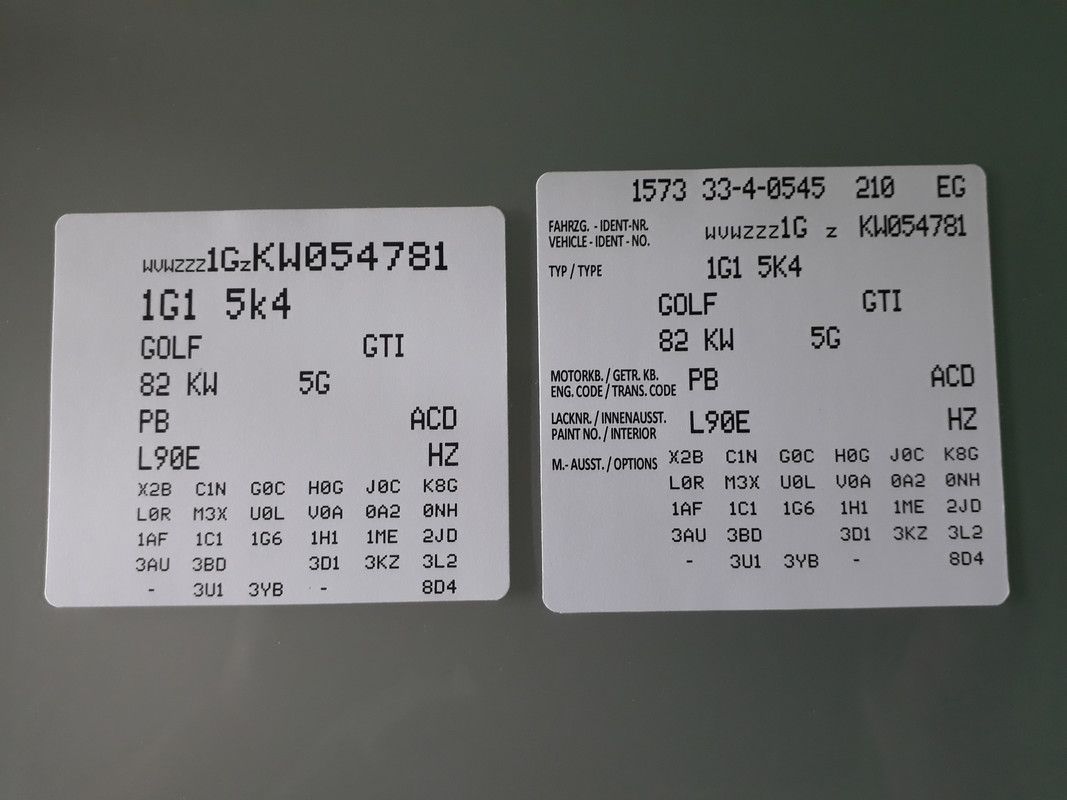 wvwzzz1GzKW054781
1G1 5k4
GOLF GTI
82 KW 5G
PB ACD
L90E HZ
X2B C1N G0C H0G J0C K8G
L0R M3X U0L V0A 0A2 0NH
1AF 1C1 1G6 1H1 1ME 2JD
3AU 3BD 3D1 3KZ 3L2
- 3U1 3YB - 8D4
1573 33-4-0545 210 EG
FAHRZG. - IDENT-NR.
VEHICLE - IDENT - NO. wvwzzz1G z KW054781
TYP / TYPE 1G1 5K4
GOLF GTI
82 KW 5G
MOTORKB. / GETR. KB.
ENG. CODE / TRANS. CODE PB ACD
LACKNR. / INNENAUSST.
PAINT NO. / INTERIOR L90E HZ
M.- AUSST. / OPTIONS X2B C1N G0C H0G J0C K8G
L0R M3X U0L V0A 0A2 0NH
1AF 1C1 1G6 1H1 1ME 2JD
3AU 3BD 3D1 3KZ 3L2
- 3U1 3YB - 8D4